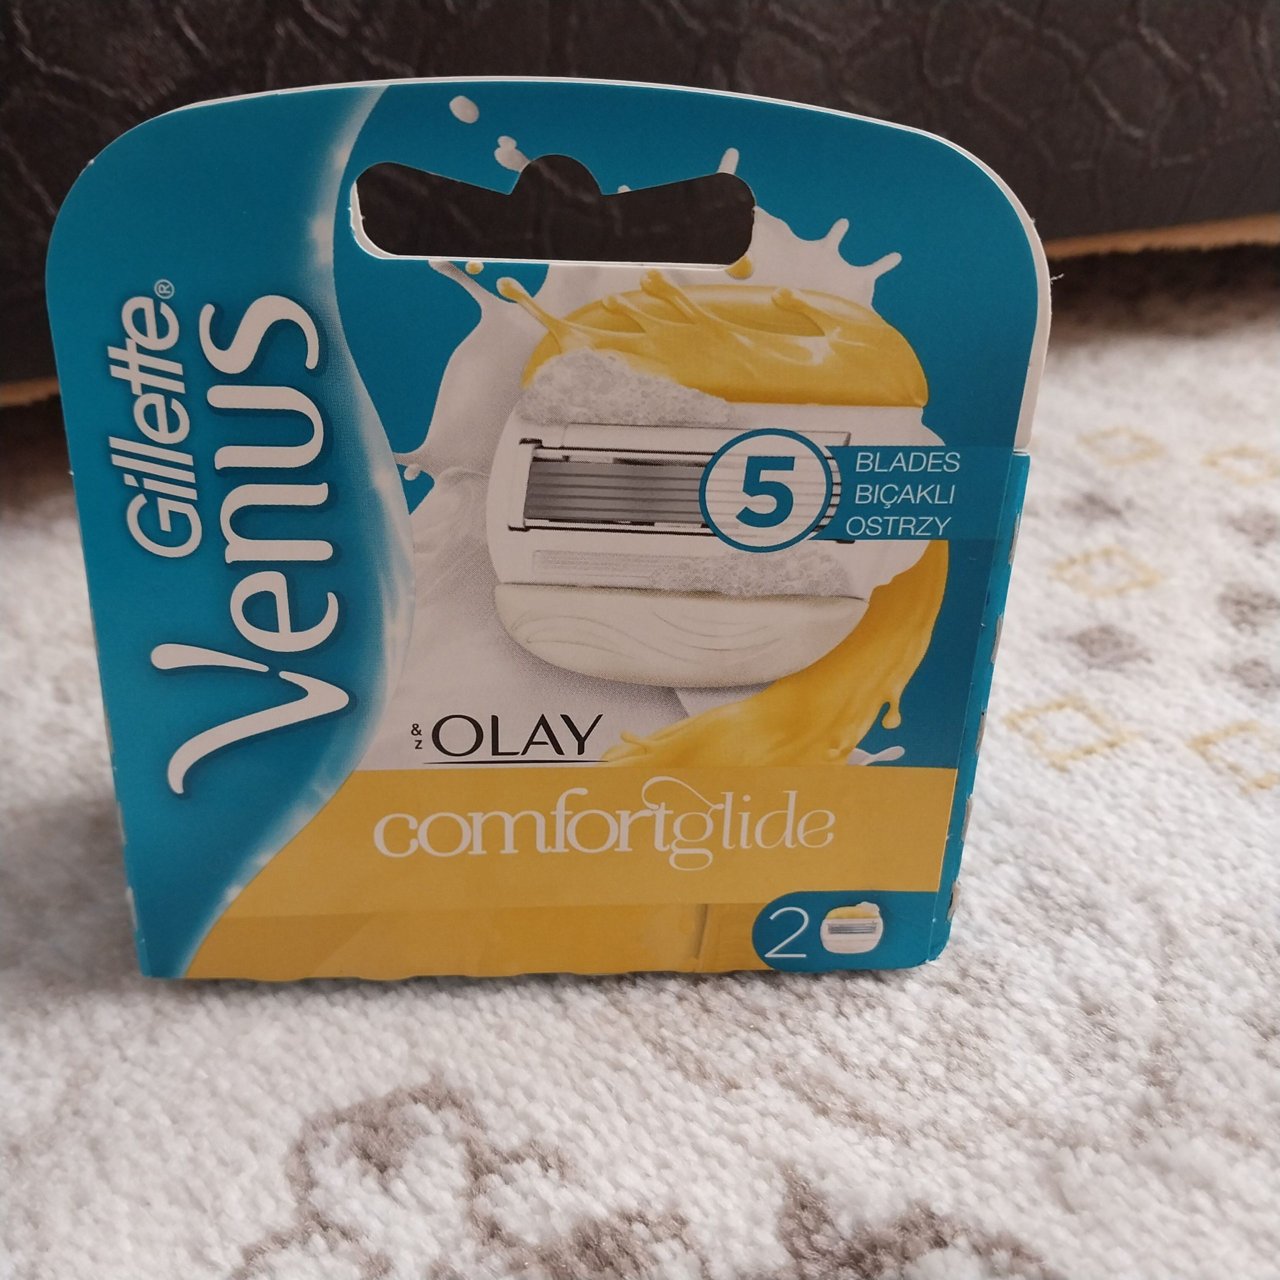 Gillette®
Venus
5
BLADES
BIÇAKLI
OSTRZY
& z OLAY
comfortglide
2